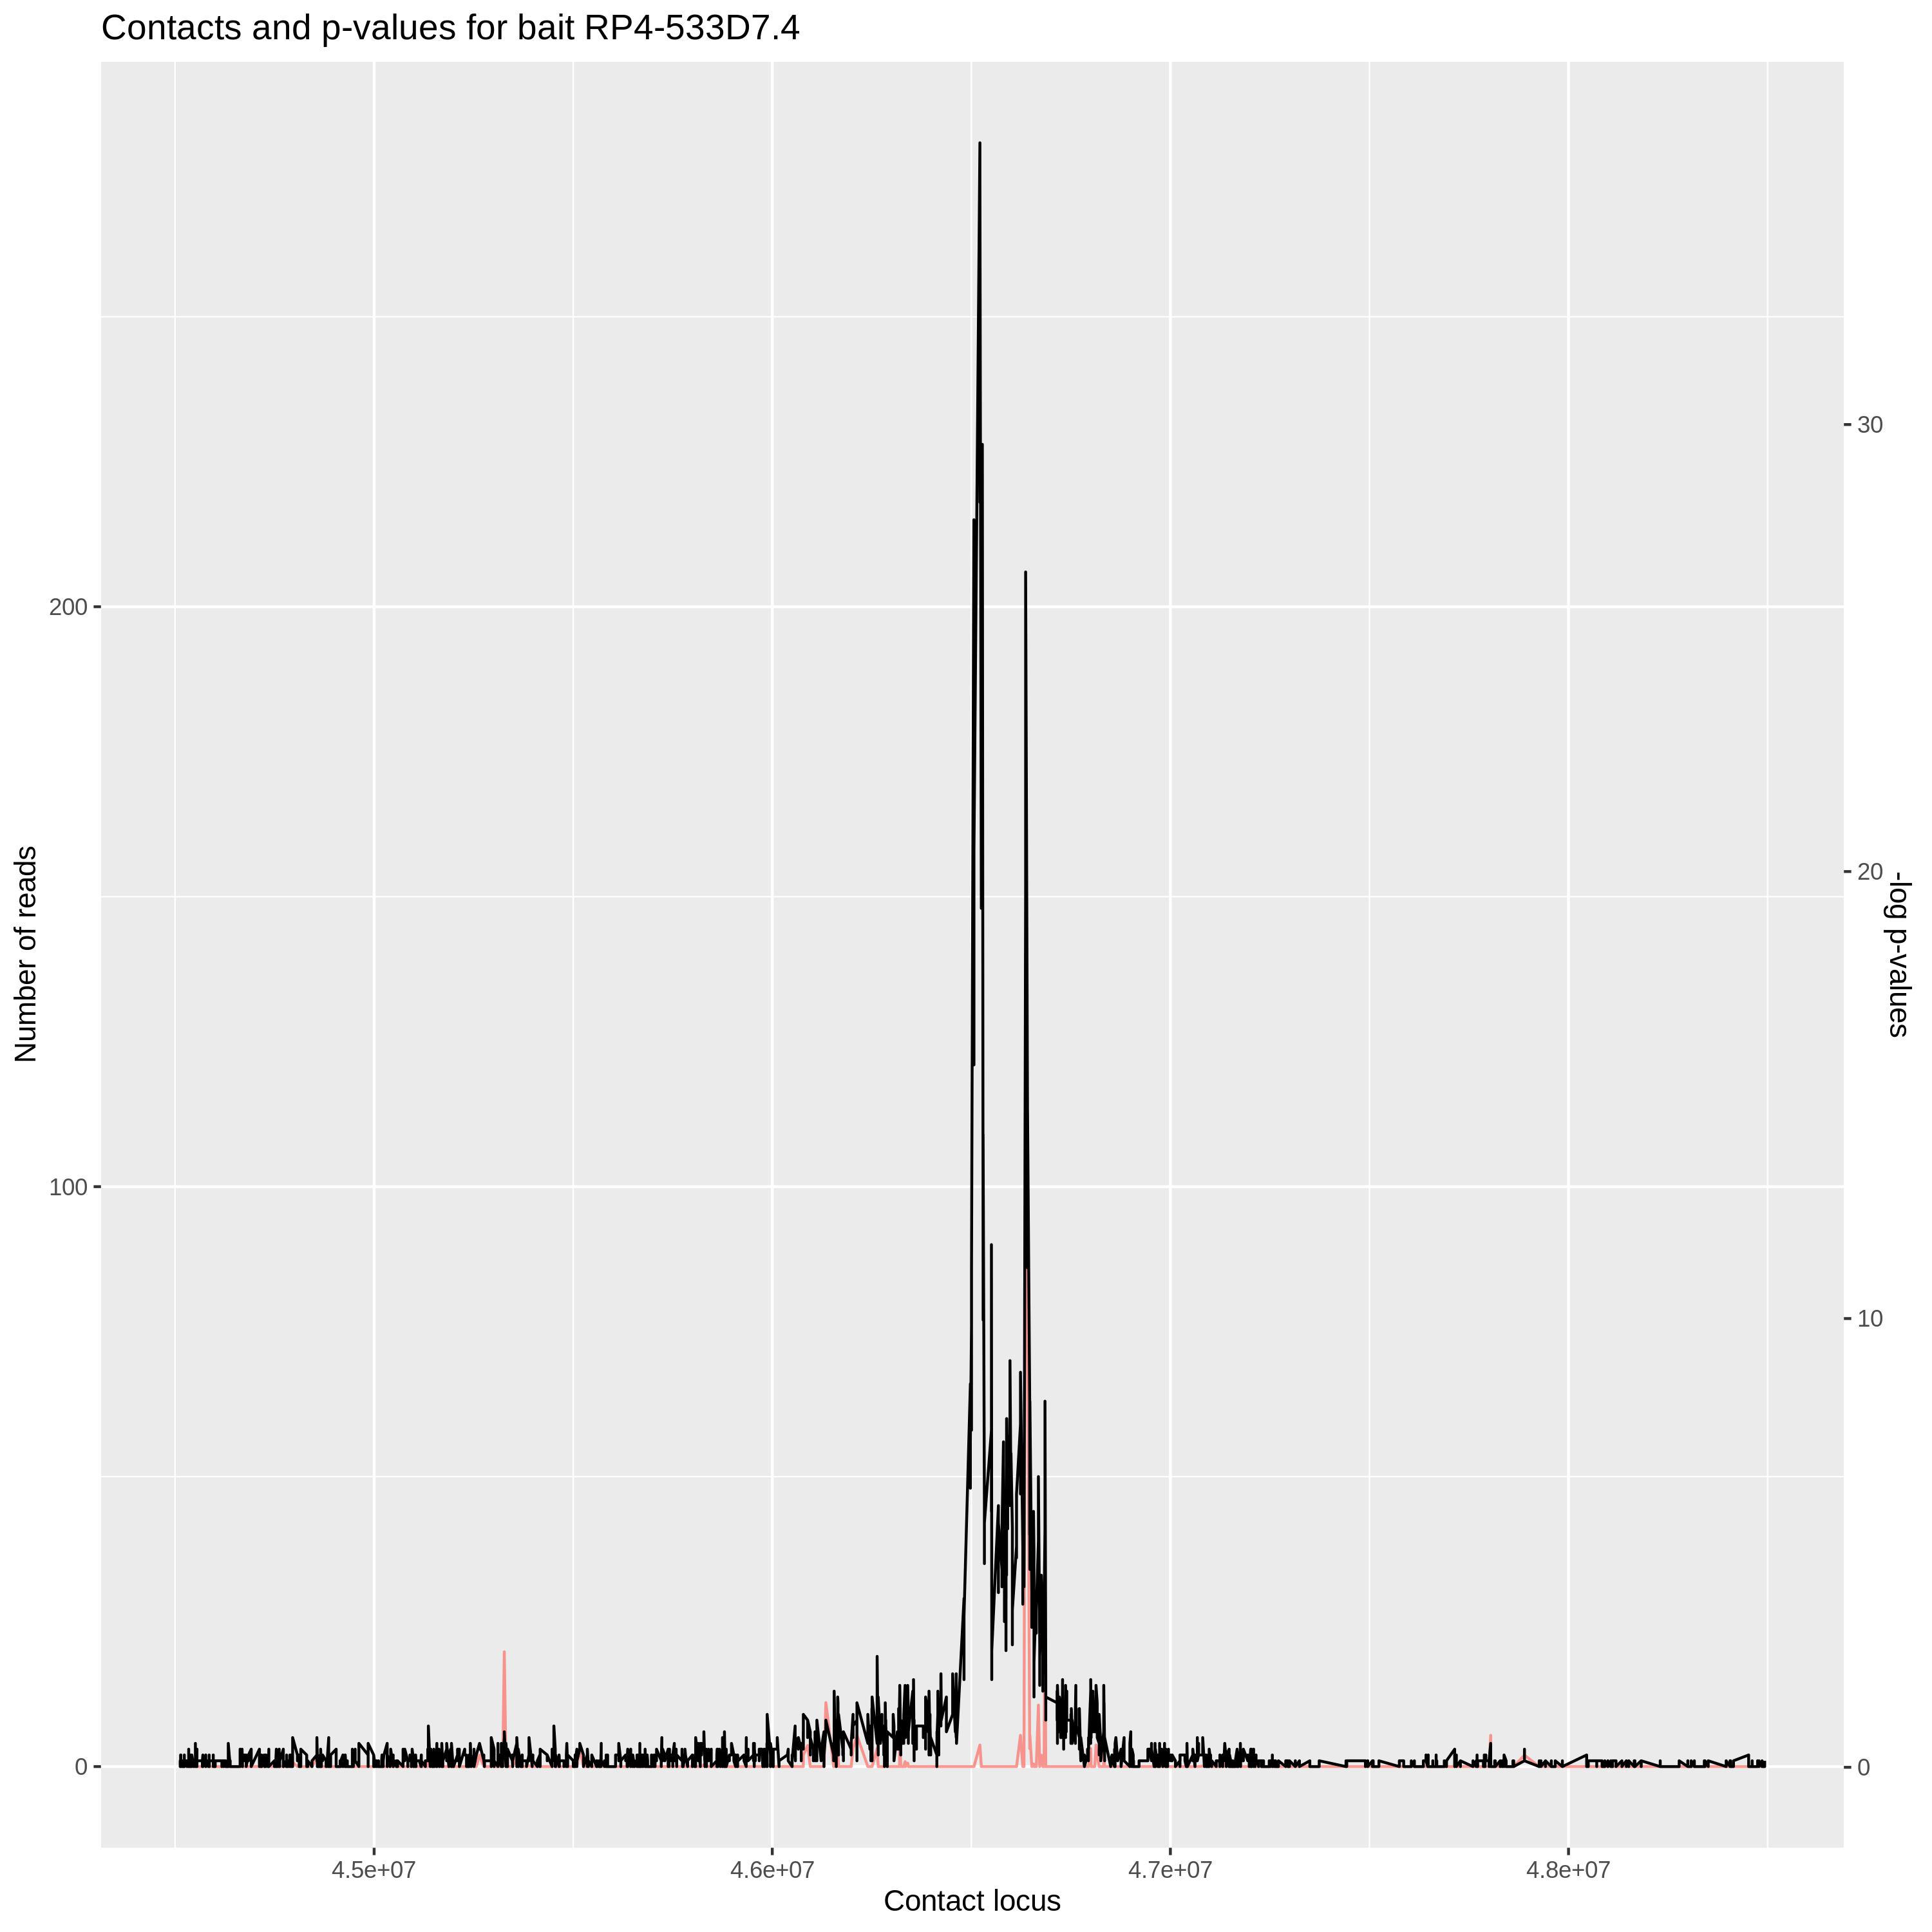 Contacts and p-values for bait RP4-533D7.4
Number of reads
200
100
0
30
20
10
0
-log p-values
4.5e+07
4.6e+07
4.7e+07
4.8e+07
Contact locus